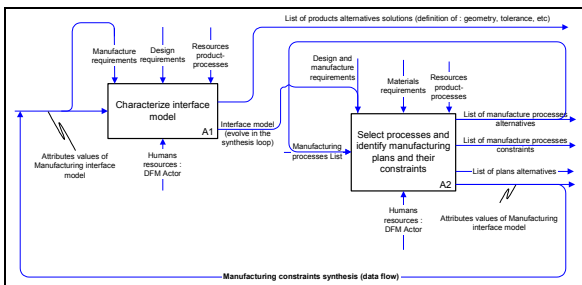 List of products alternatives solutions (definition of : geometry, tolerance, etc)
Manufacture
requirements
Design
requirements
Resources
product-
processes
Characterize interface
model
A1
Attributes values of
Manufacturing interface
model
Humans
resources :
DFM Actor
Interface model
(evolve in the
synthesis loop)
Design and
manufacture
requirements
Materials
requirements
Resources
product-
processes
Manufacturing
processes List
Select processes and
identify manufacturing
plans and their
constraints
A2
List of manufacture processes
alternatives
List of manufacture processes
constraints
List of plans alternatives
Humans
resources :
DFM Actor
Attributes values of Manufacturing
interface model
Manufacturing constraints synthesis (data flow)